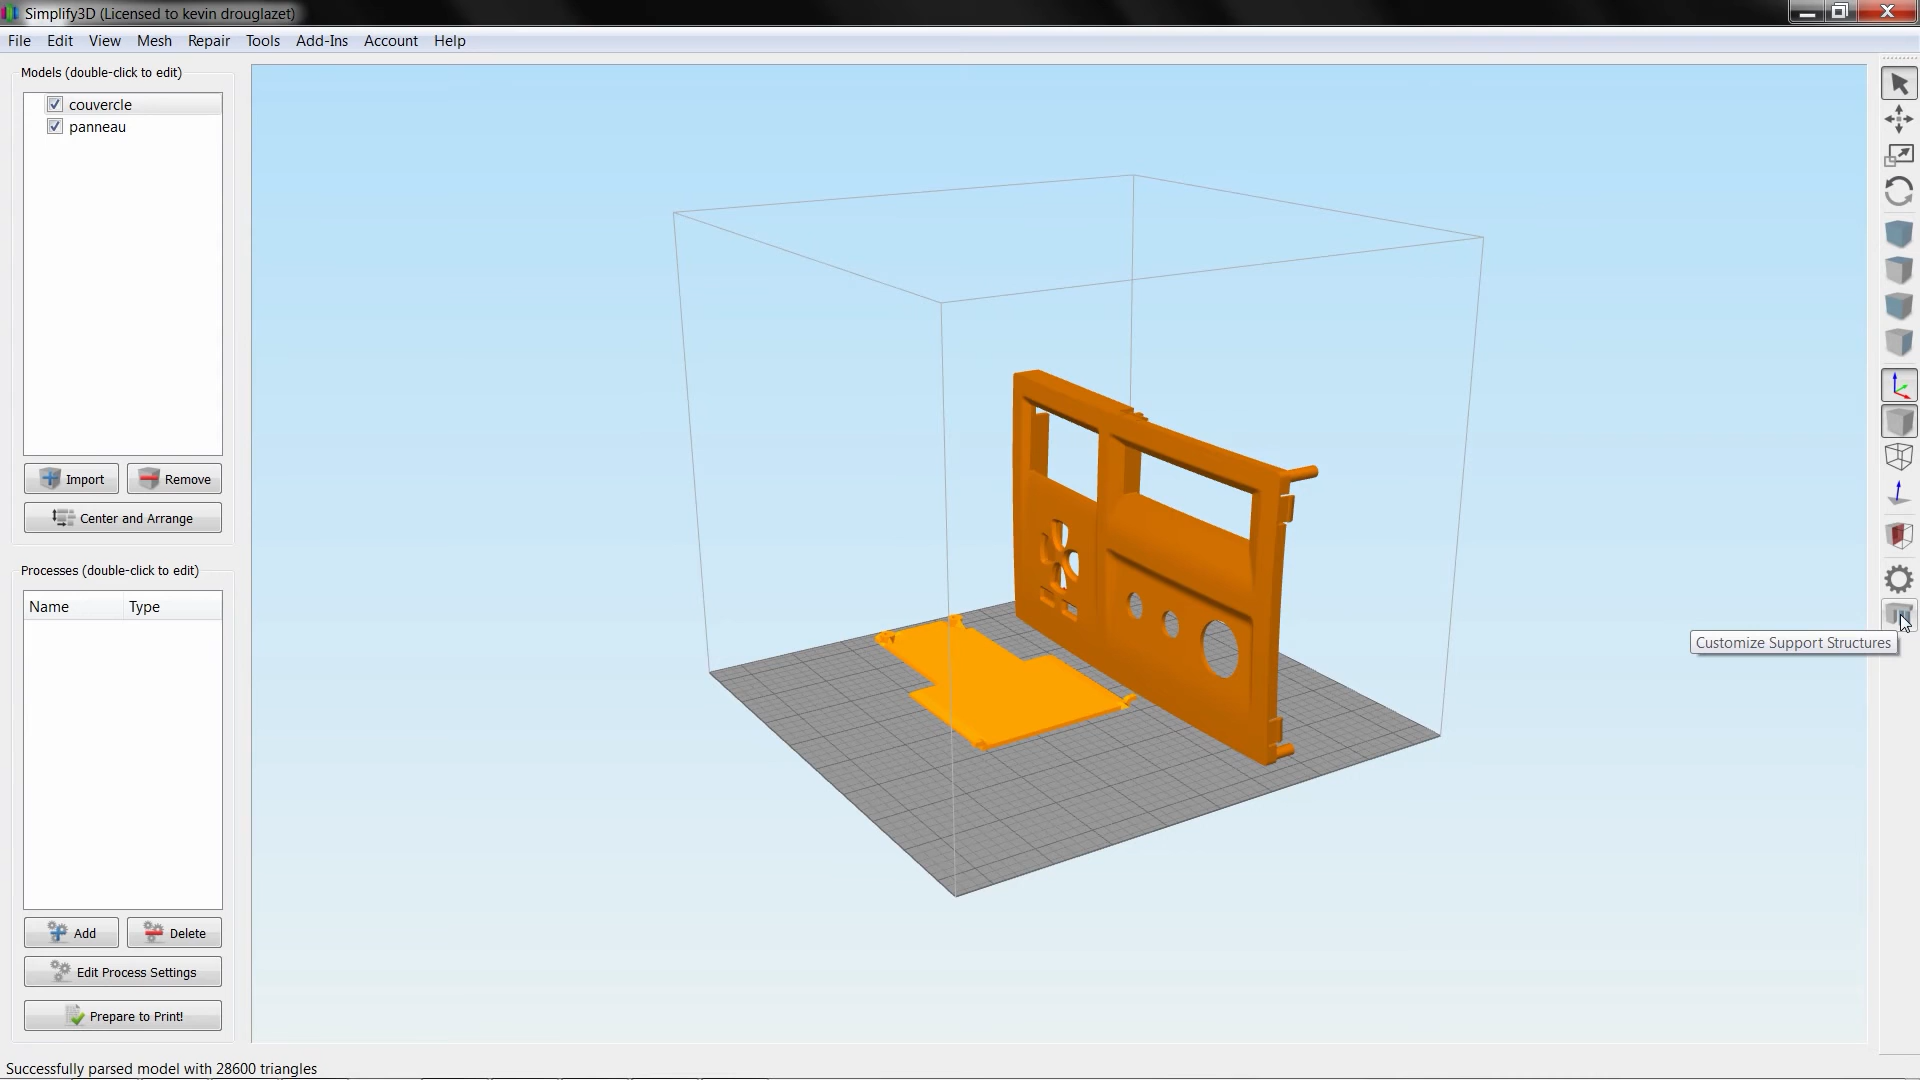 Simplify3D (Licensed to kevin drouglazet)
File Edit View Mesh Repair Tools Add-Ins Account Help
Models (double-click to edit)
couvercle
panneau
Import Remove
Center and Arrange
Processes (double-click to edit)
Name Type
Add Delete
Edit Process Settings
Prepare to Print!
Customize Support Structures
Successfully parsed model with 28600 triangles